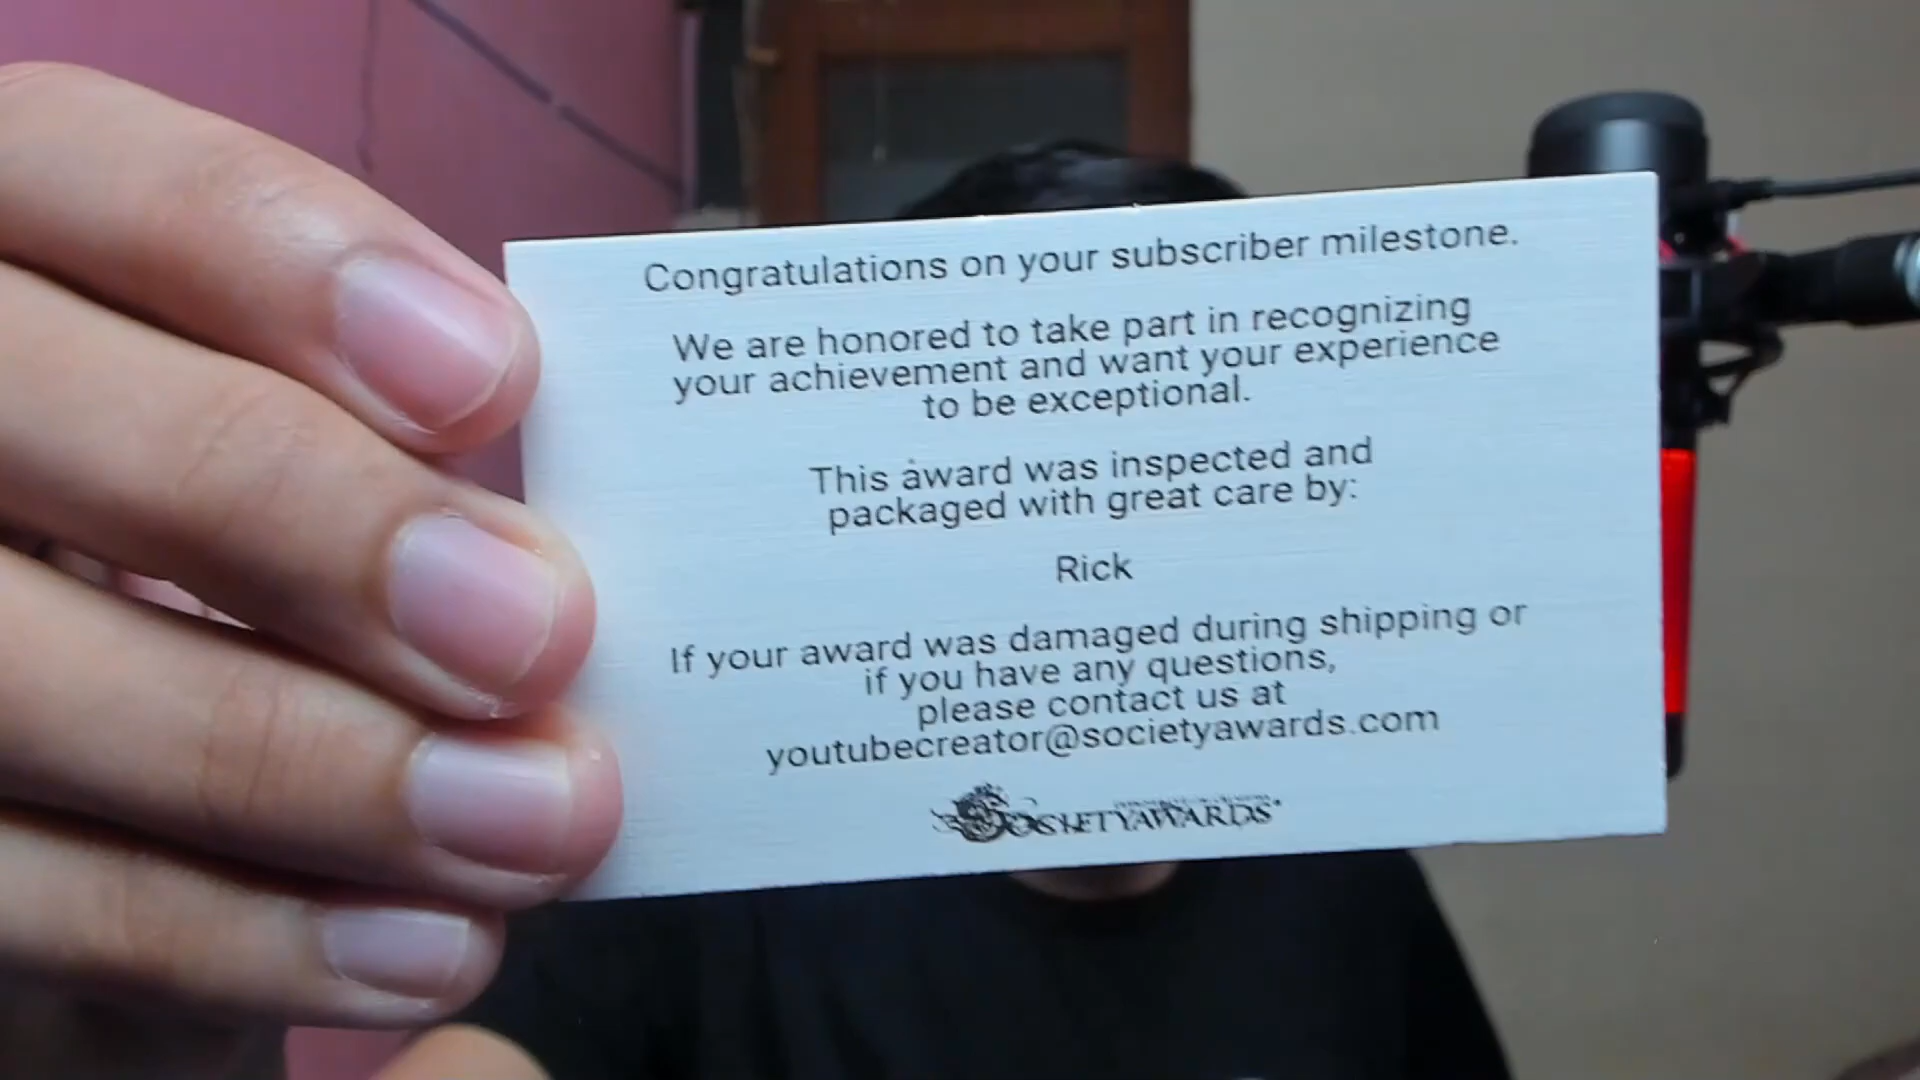 Congratulations on your subscriber milestone.
We are honored to take part in recognizing
your achievement and want your experience
to be exceptional.
This award was inspected and
packaged with great care by:
Rick
If your award was damaged during shipping or
if you have any questions,
please contact us at
youtubecreator@societyawards.com
SOCIETYAWARDS